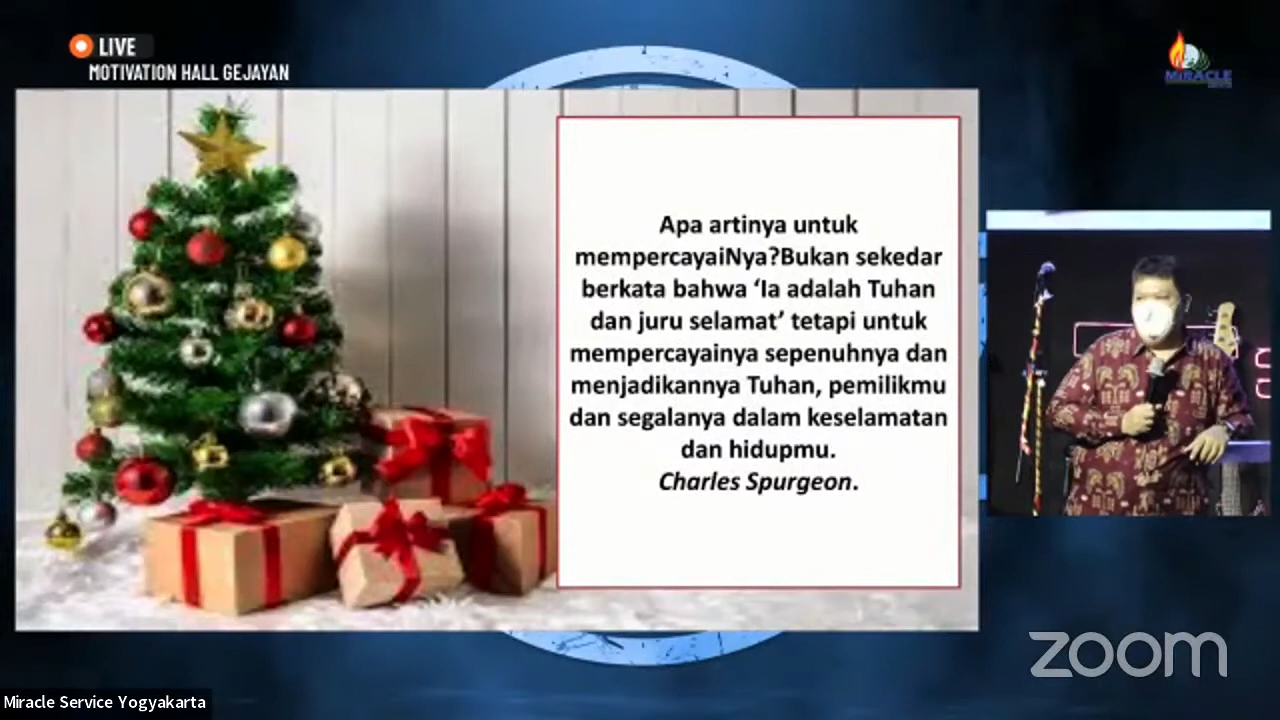 LIVE
MOTIVATION HALL GEJAYAN
MiRACLE
Apa artinya untuk
mempercayaiNya?Bukan sekedar
berkata bahwa ‘Ia adalah Tuhan
dan juru selamat’ tetapi untuk
mempercayainya sepenuhnya dan
menjadikannya Tuhan, pemilikmu
dan segalanya dalam keselamatan
dan hidupmu.
Charles Spurgeon.
zoom
Miracle Service Yogyakarta